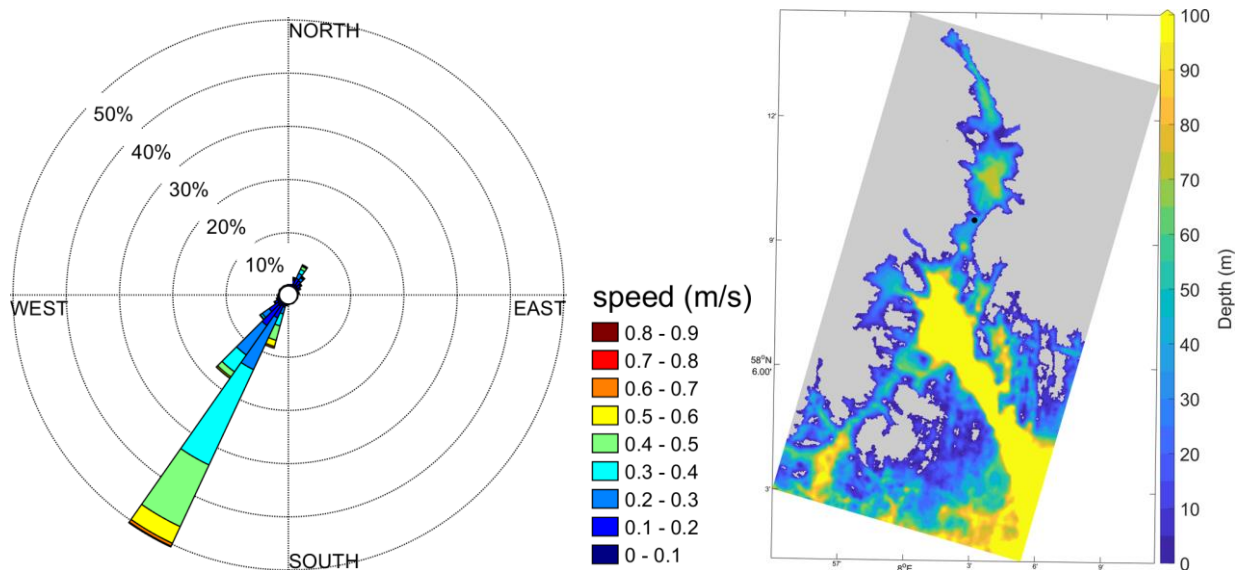 NORTH
50%
40%
30%
20%
10%
WEST
EAST
SOUTH
speed (m/s)
0.8 - 0.9
0.7 - 0.8
0.6 - 0.7
0.5 - 0.6
0.4 - 0.5
0.3 - 0.4
0.2 - 0.3
0.1 - 0.2
0 - 0.1
12'
9'
58°N
6.00'
3'
57'
8°E
3'
6'
9'
100
90
80
70
60
50
40
30
20
10
0
Depth (m)